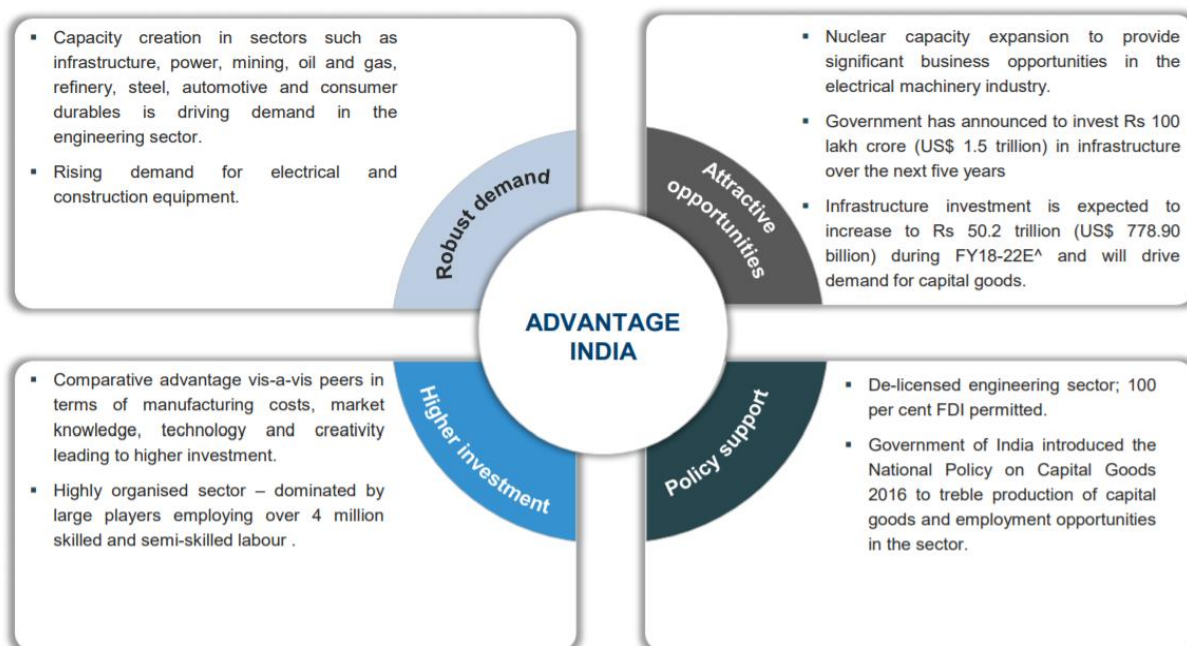 ▪ Capacity creation in sectors such as
infrastructure, power, mining, oil and gas,
refinery, steel, automotive and consumer
durables is driving demand in the
engineering sector.
▪ Rising demand for electrical and
construction equipment.
Robust demand
▪ Nuclear capacity expansion to provide
significant business opportunities in the
electrical machinery industry.
▪ Government has announced to invest Rs 100
lakh crore (US$ 1.5 trillion) in infrastructure
over the next five years
▪ Infrastructure investment is expected to
increase to Rs 50.2 trillion (US$ 778.90
billion) during FY18-22E^ and will drive
demand for capital goods.
Attractive
opportunities
ADVANTAGE
INDIA
▪ Comparative advantage vis-a-vis peers in
terms of manufacturing costs, market
knowledge, technology and creativity
leading to higher investment.
▪ Highly organised sector – dominated by
large players employing over 4 million
skilled and semi-skilled labour .
Higher investment
▪ De-licensed engineering sector; 100
per cent FDI permitted.
▪ Government of India introduced the
National Policy on Capital Goods
2016 to treble production of capital
goods and employment opportunities
in the sector.
Policy support